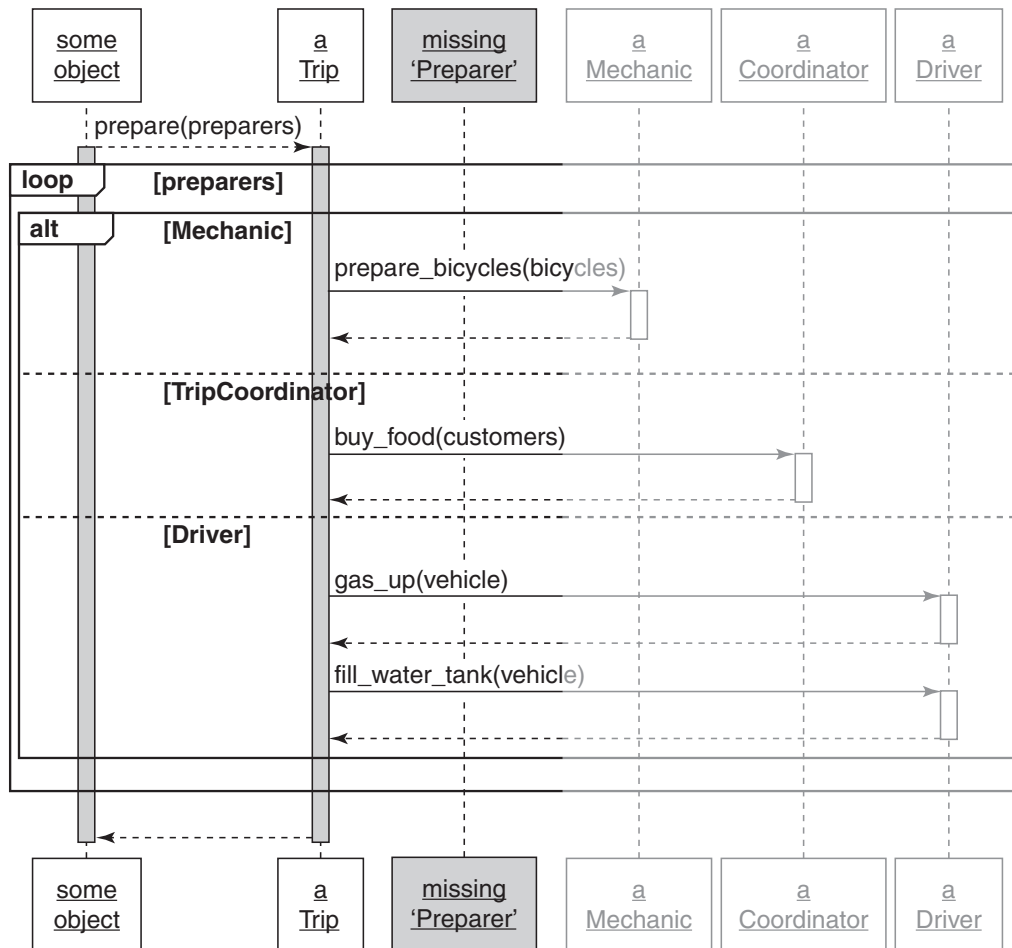 some
object
a
Trip
missing
‘Preparer’
a
Mechanic
a
Coordinator
a
Driver
prepare(preparers)
loop
[preparers]
alt
[Mechanic]
prepare_bicycles(bicycles)
[TripCoordinator]
buy_food(customers)
[Driver]
gas_up(vehicle)
fill_water_tank(vehicle)
some
object
a
Trip
missing
‘Preparer’
a
Mechanic
a
Coordinator
a
Driver